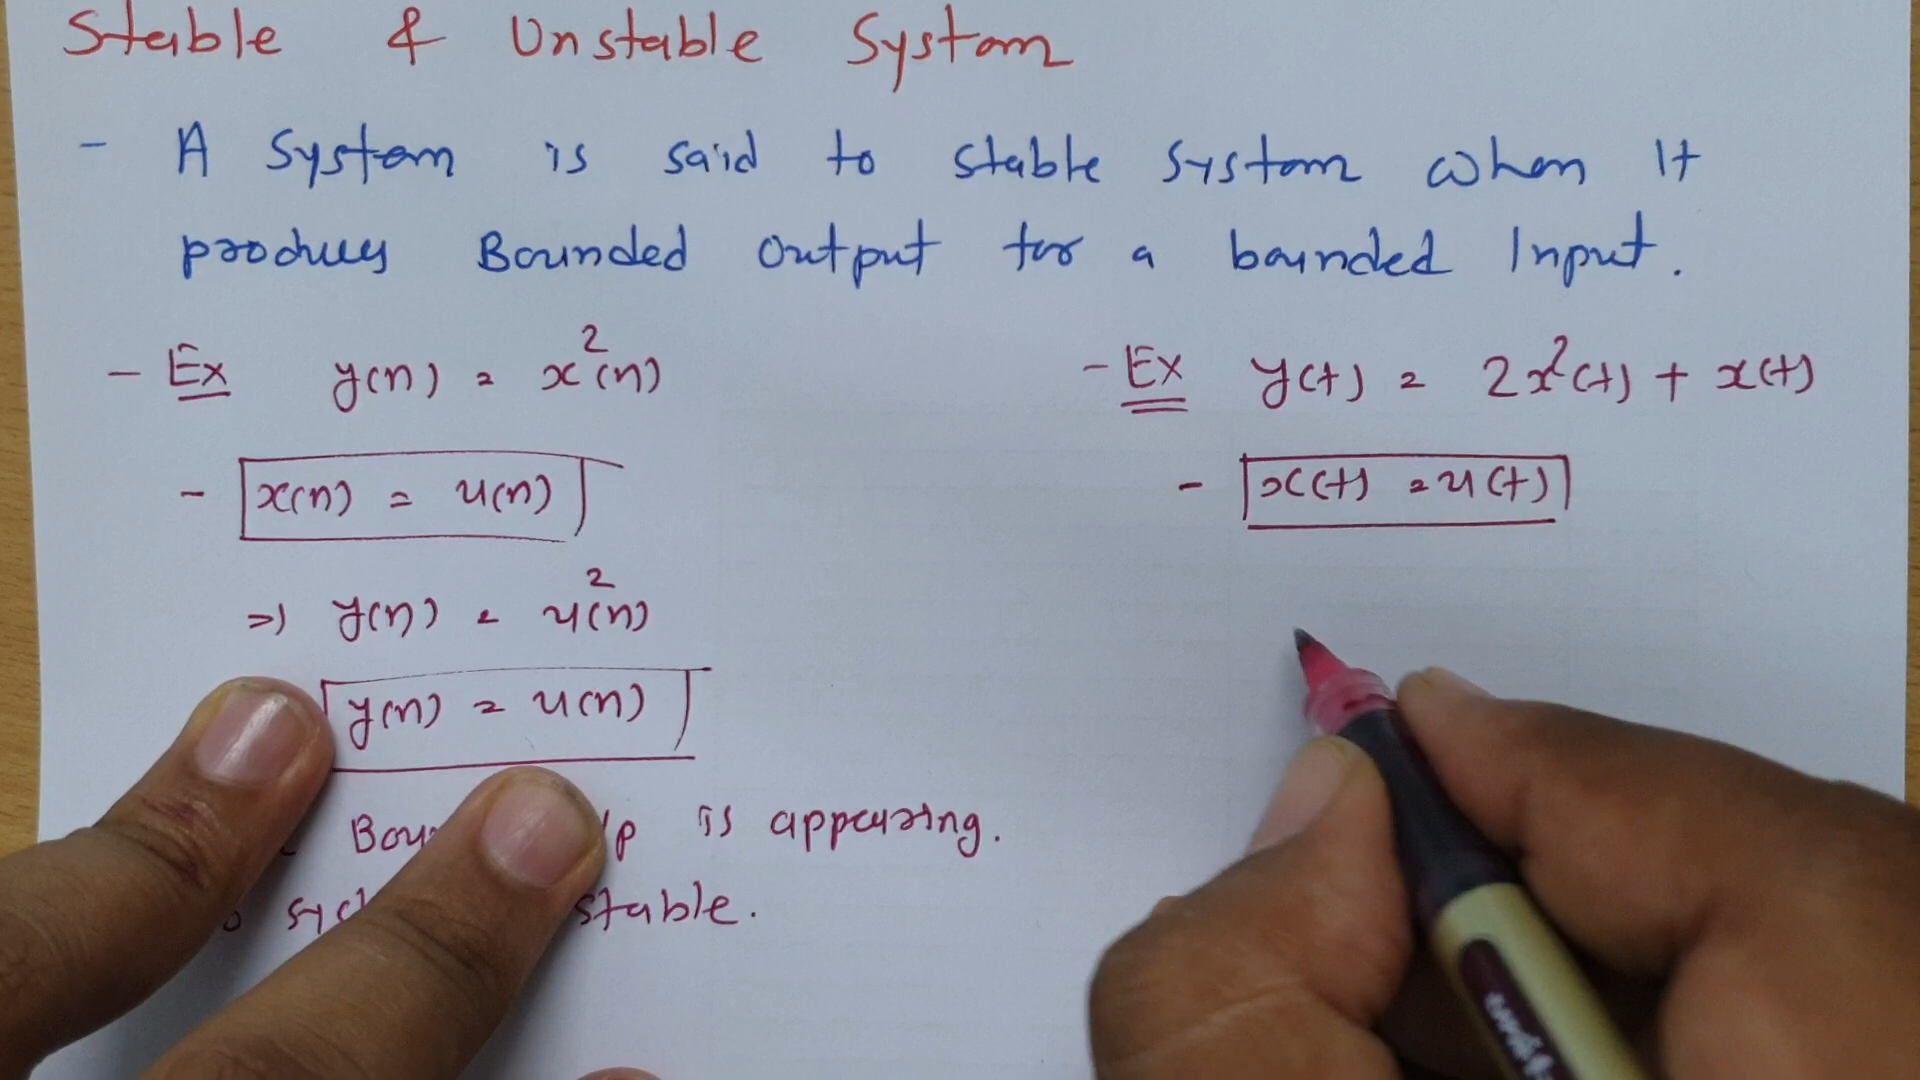 Stable & Unstable System
- A System is said to stable system when It
produces Bounded Output for a bounded Input.
- Ex y(n) = x²(n)
- x(n) = u(n)
=) y(n) = u²(n)
y(n) = u(n)
is appearing.
stable.
- Ex y(t) = 2x²(t) + x(t)
- x(t) = u(t)